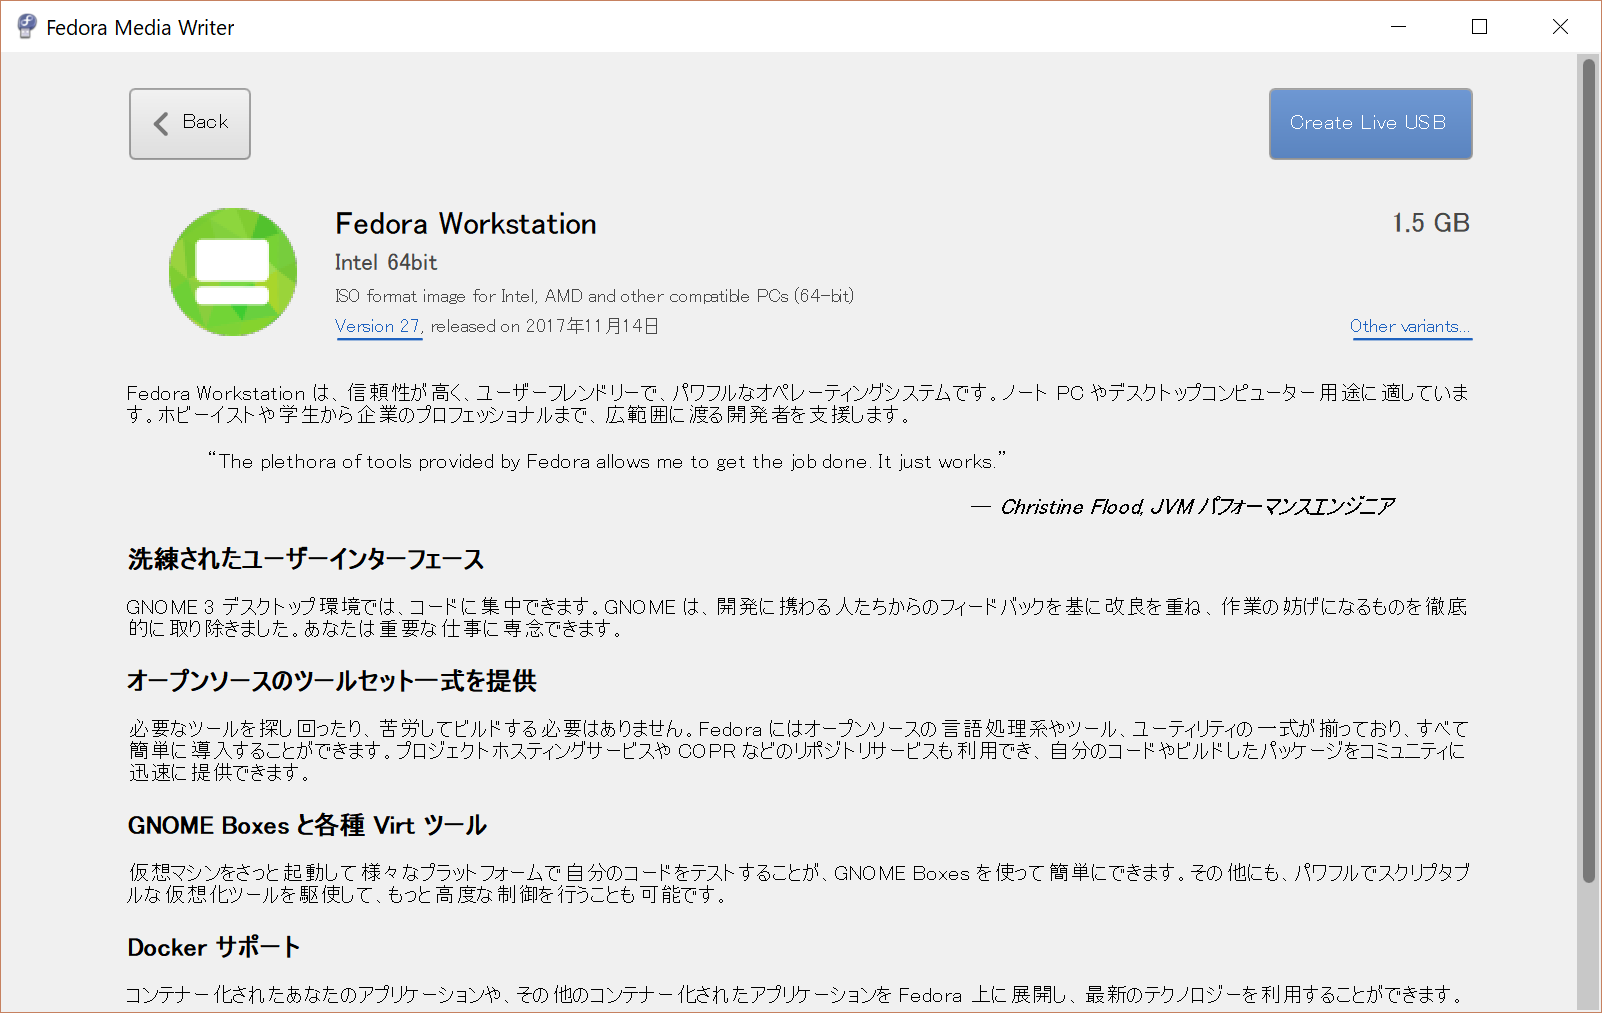 Fedora Media Writer
Back
Create Live USB
Fedora Workstation
1.5 GB
Intel 64bit
ISO format image for Intel, AMD and other compatible PCs (64-bit)
Version 27, released on 2017年11月14日
Other variants...
Fedora Workstation は、信頼性が高く、ユーザーフレンドリーで、パワフルなオペレーティングシステムです。ノート PC やデスクトップコンピューター用途に適していま
す。ホビーイストや学生から企業のプロフェッショナルまで、広範囲に渡る開発者を支援します。
“The plethora of tools provided by Fedora allows me to get the job done. It just works.”
― Christine Flood, JVM パフォーマンスエンジニア
洗練されたユーザーインターフェース
GNOME 3 デスクトップ環境では、コードに集中できます。GNOME は、開発に携わる人たちからのフィードバックを基に改良を重ね、作業の妨げになるものを徹底
的に取り除きました。あなたは重要な仕事に専念できます。
オープンソースのツールセット一式を提供
必要なツールを探し回ったり、苦労してビルドする必要はありません。Fedora にはオープンソースの言語処理系やツール、ユーティリティの一式が揃っており、すべて
簡単に導入することができます。プロジェクトホスティングサービスや COPR などのリポジトリサービスも利用でき、自分のコードやビルドしたパッケージをコミュニティに
迅速に提供できます。
GNOME Boxes と各種 Virt ツール
仮想マシンをさっと起動して様々なプラットフォームで自分のコードをテストすることが、GNOME Boxes を使って簡単にできます。その他にも、パワフルでスクリプタブ
ルな仮想化ツールを駆使して、もっと高度な制御を行うことも可能です。
Docker サポート
コンテナー化されたあなたのアプリケーションや、その他のコンテナー化されたアプリケーションを Fedora 上に展開し、最新のテクノロジーを利用することができます。